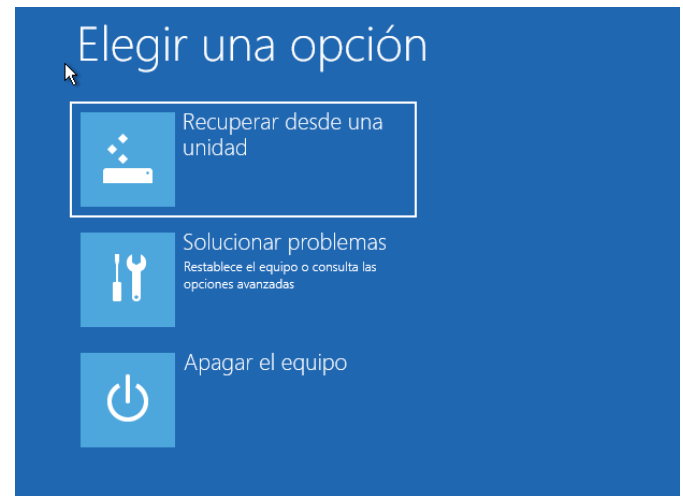 Elegir una opción
Recuperar desde una
unidad
Solucionar problemas
Restablece el equipo o consulta las
opciones avanzadas
Apagar el equipo